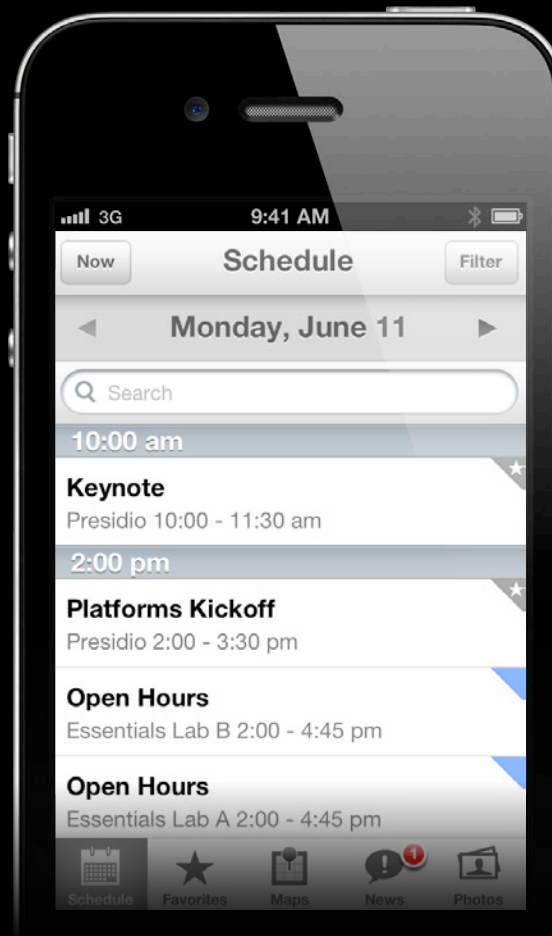 3G 9:41 AM
Now Schedule Filter
Monday, June 11
Search
10:00 am
Keynote
Presidio 10:00 - 11:30 am
2:00 pm
Platforms Kickoff
Presidio 2:00 - 3:30 pm
Open Hours
Essentials Lab B 2:00 - 4:45 pm
Open Hours
Essentials Lab A 2:00 - 4:45 pm
1
Schedule Favorites Maps News Photos